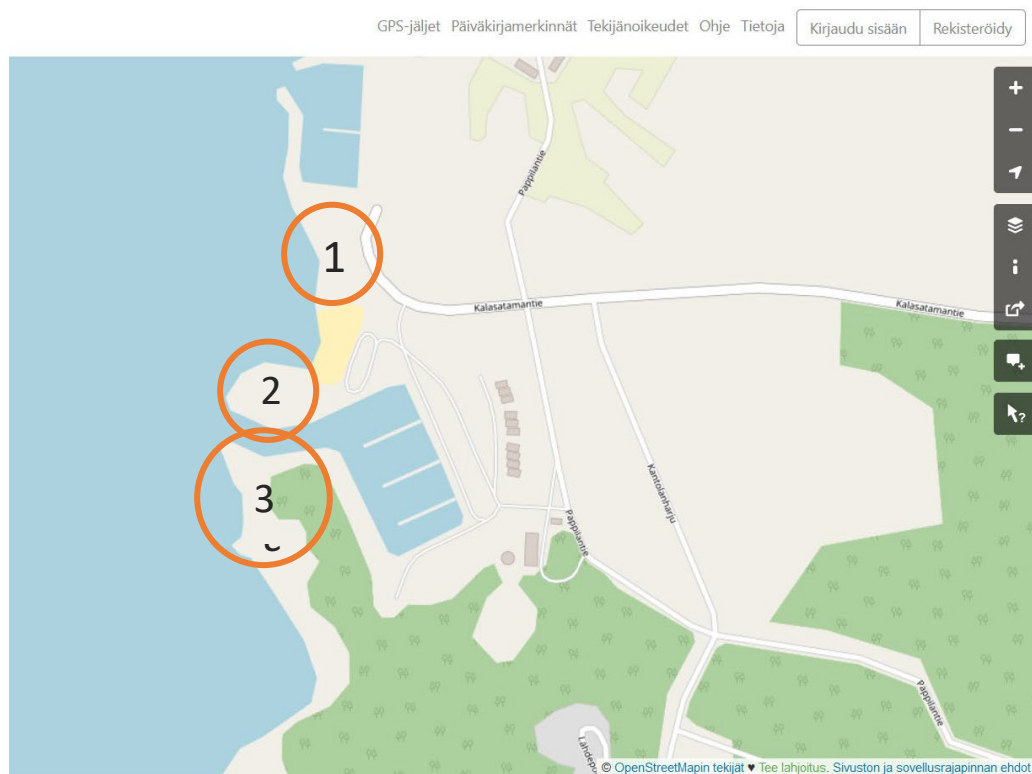 GPS-jäljet Päiväkirjamerkinnät Tekijänoikeudet Ohje Tietoja Kirjaudu sisään Rekisteröidy
Pappilantie
1
Kalasatamantie
Kalasatamantie
2
3
Kantolanharju
Pappilantie
Pappilantie
© OpenStreetMapin tekijät ♥ Tee lahjoitus. Sivuston ja sovellusrajapinnan ehdot